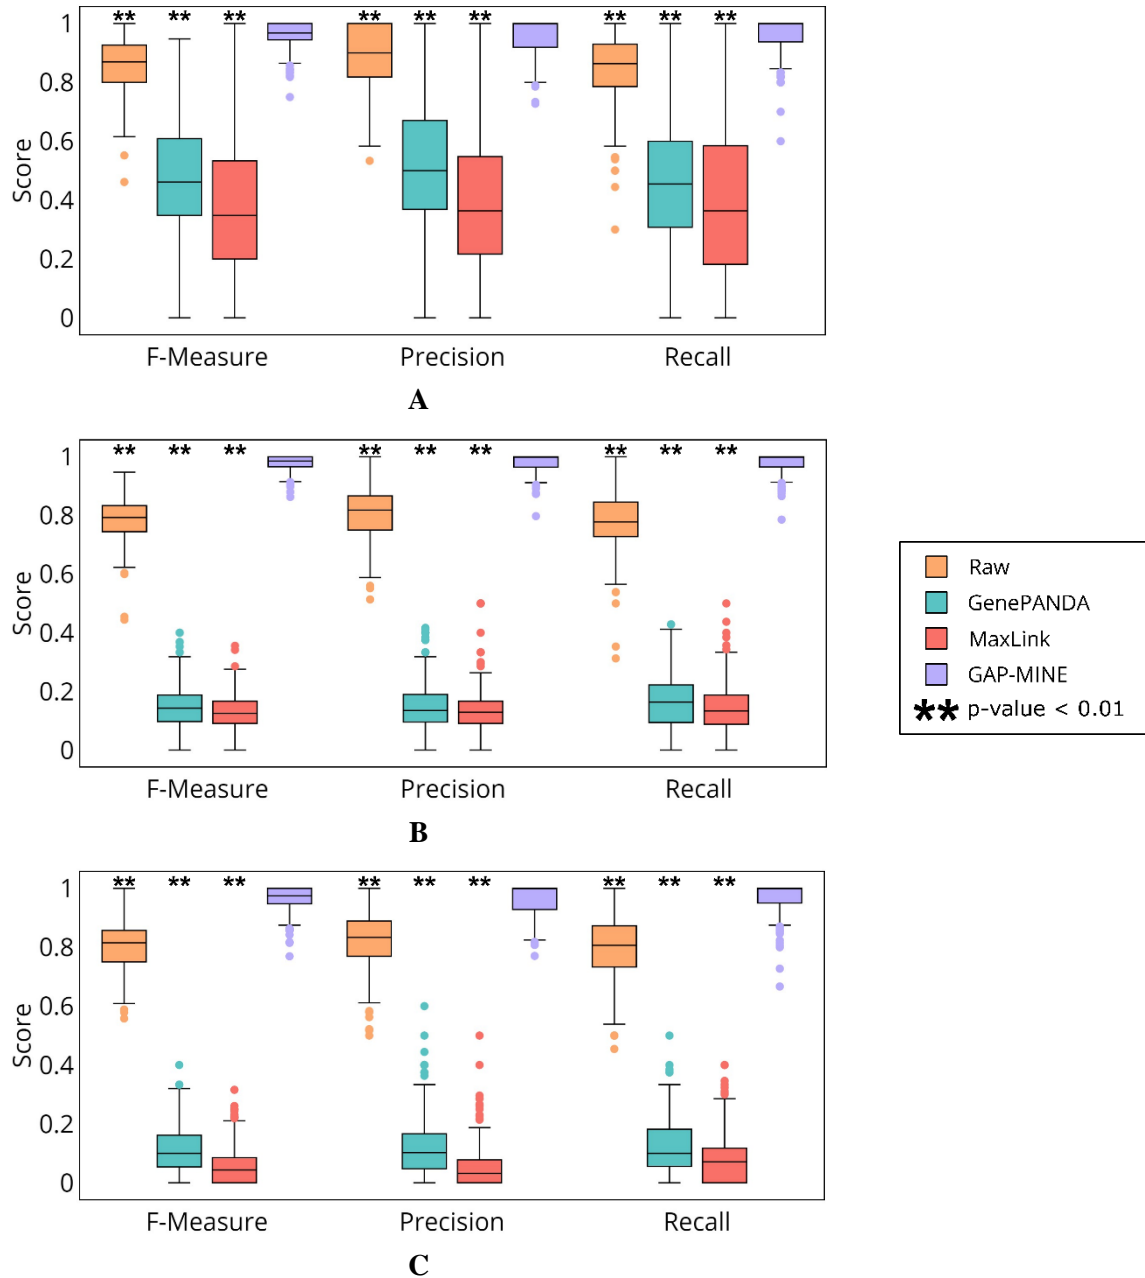 ** ** ** ** ** ** ** ** **
1
0.8
0.6
0.4
0.2
0
Score
F-Measure Precision Recall
A
** ** ** ** ** ** ** ** **
1
0.8
0.6
0.4
0.2
0
Score
F-Measure Precision Recall
B
Raw
GenePANDA
MaxLink
GAP-MINE
** p-value < 0.01
** ** ** ** ** ** ** ** **
1
0.8
0.6
0.4
0.2
0
Score
F-Measure Precision Recall
C